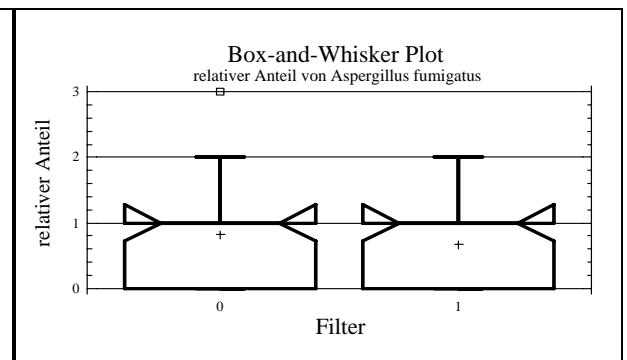 Box-and-Whisker Plot
relativer Anteil von Aspergillus fumigatus
relativer Anteil
3
2
1
0
0 1
Filter